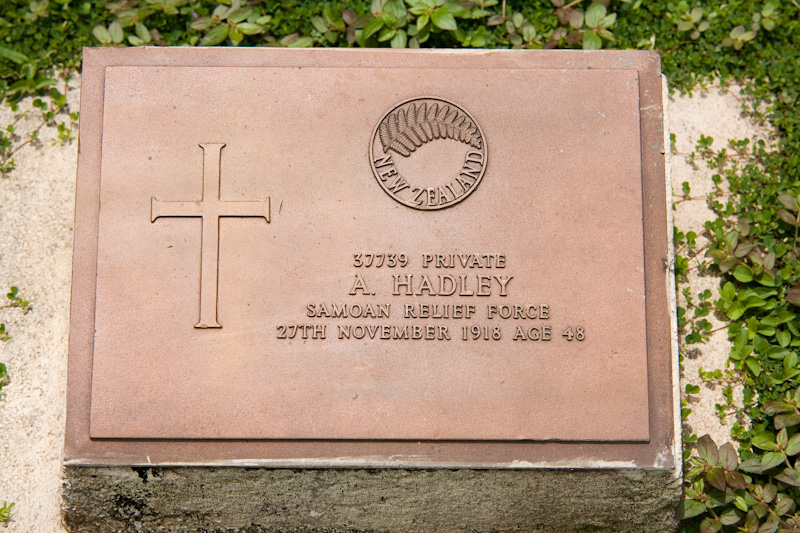 NEW ZEALAND
37739 PRIVATE
A. HADLEY
SAMOAN RELIEF FORCE
27TH NOVEMBER 1918 AGE 48